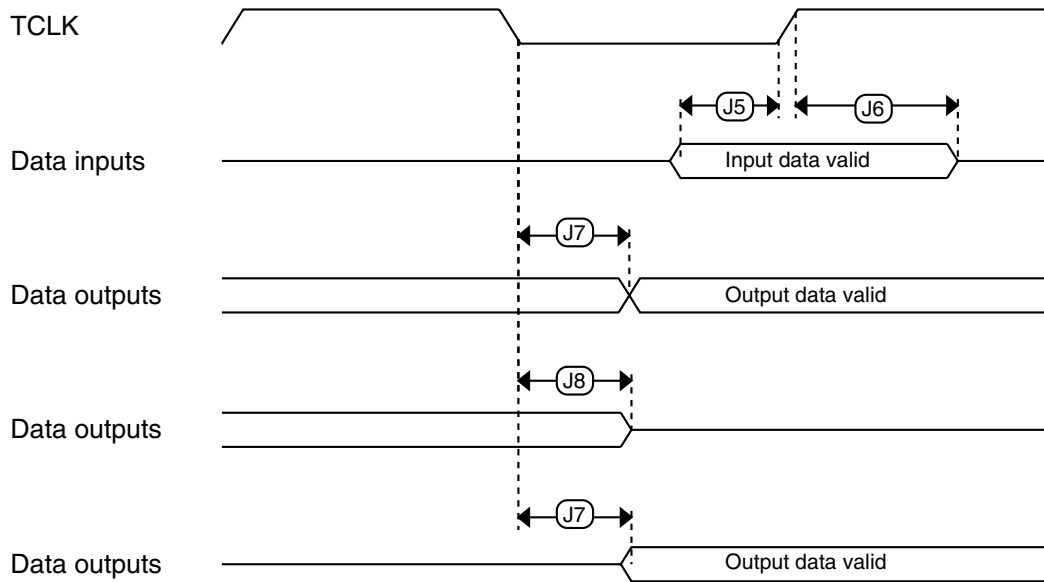 TCLK
J5
J6
Data inputs
Input data valid
J7
Data outputs
Output data valid
J8
Data outputs
J7
Data outputs
Output data valid